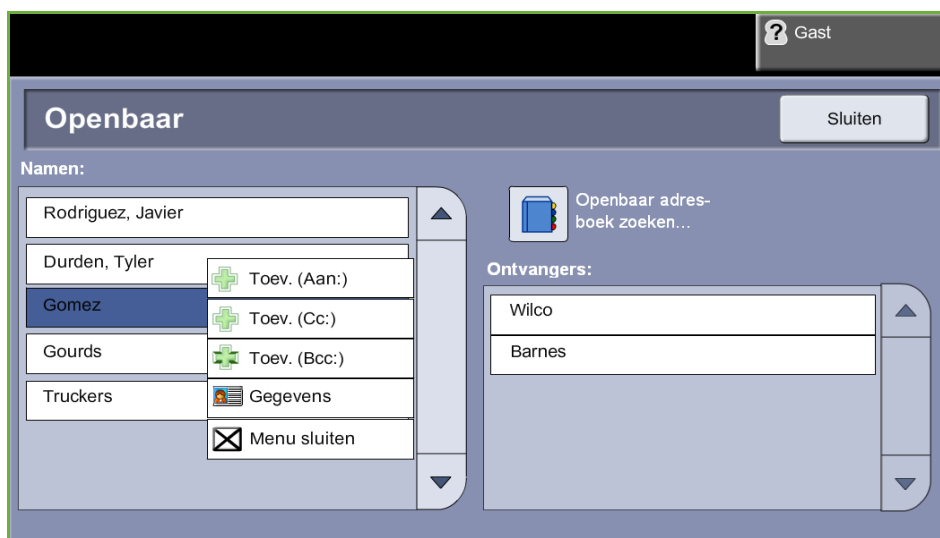 Gast
Openbaar
Sluiten
Namen:
Rodriguez, Javier
Durden, Tyler
Gomez
Gourds
Truckers
Toev. (Aan:)
Toev. (Cc:)
Toev. (Bcc:)
Gegevens
Menu sluiten
Openbaar adres-
boek zoeken...
Ontvangers:
Wilco
Barnes